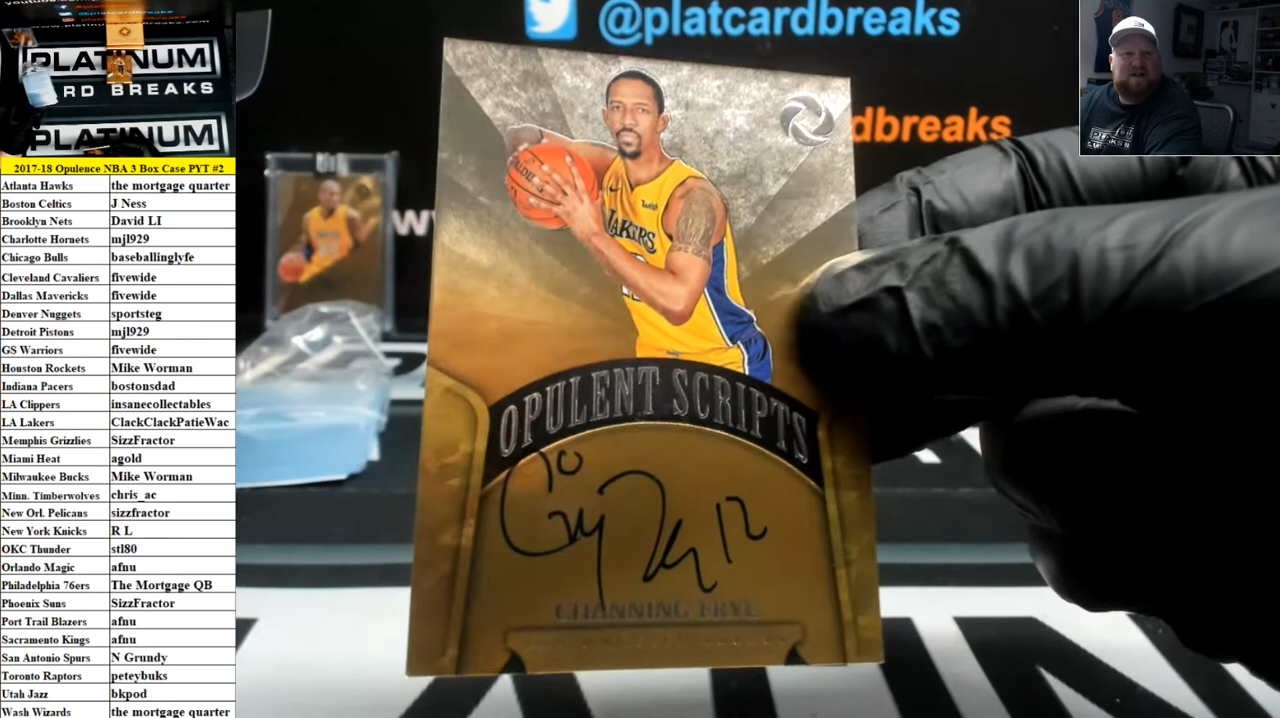 youtube.com
@platcardbreaks
dbreaks
PLATINUM
ARD BREAKS
PLATINUM
2017-18 Opulence NBA 3 Box Case PYT #2
Atlanta Hawks the mortgage quarter
Boston Celtics J Ness
Brooklyn Nets David LI
Charlotte Hornets mjl929
Chicago Bulls baseballinglyfe
Cleveland Cavaliers fivewide
Dallas Mavericks fivewide
Denver Nuggets sportsteg
Detroit Pistons mjl929
GS Warriors fivewide
Houston Rockets Mike Worman
Indiana Pacers bostonsdad
LA Clippers insanecollectables
LA Lakers ClackClackPatieWac
Memphis Grizzlies SizzFractor
Miami Heat agold
Milwaukee Bucks Mike Worman
Minn. Timberwolves chris_ac
New Orl. Pelicans sizzfractor
New York Knicks R L
OKC Thunder stl80
Orlando Magic afnu
Philadelphia 76ers The Mortgage QB
Phoenix Suns SizzFractor
Port Trail Blazers afnu
Sacramento Kings afnu
San Antonio Spurs N Grundy
Toronto Raptors peteybuks
Utah Jazz bkpod
Wash Wizards the mortgage quarter
LAKERS
OPULENT SCRIPTS
10
12
CHANNING FRYE